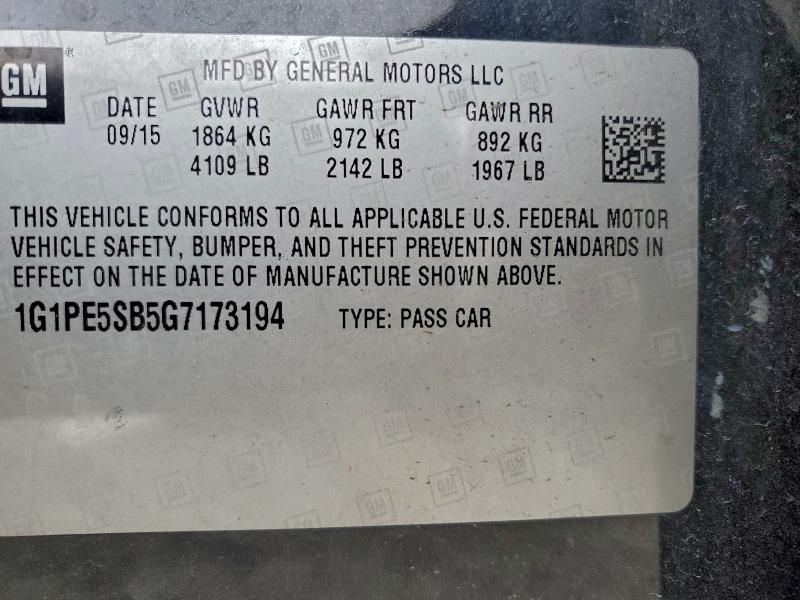 GM
MFD BY GENERAL MOTORS LLC
DATE GVWR GAWR FRT GAWR RR
09/15 1864 KG 972 KG 892 KG
4109 LB 2142 LB 1967 LB
THIS VEHICLE CONFORMS TO ALL APPLICABLE U.S. FEDERAL MOTOR
VEHICLE SAFETY, BUMPER, AND THEFT PREVENTION STANDARDS IN
EFFECT ON THE DATE OF MANUFACTURE SHOWN ABOVE.
1G1PE5SB5G7173194 TYPE: PASS CAR